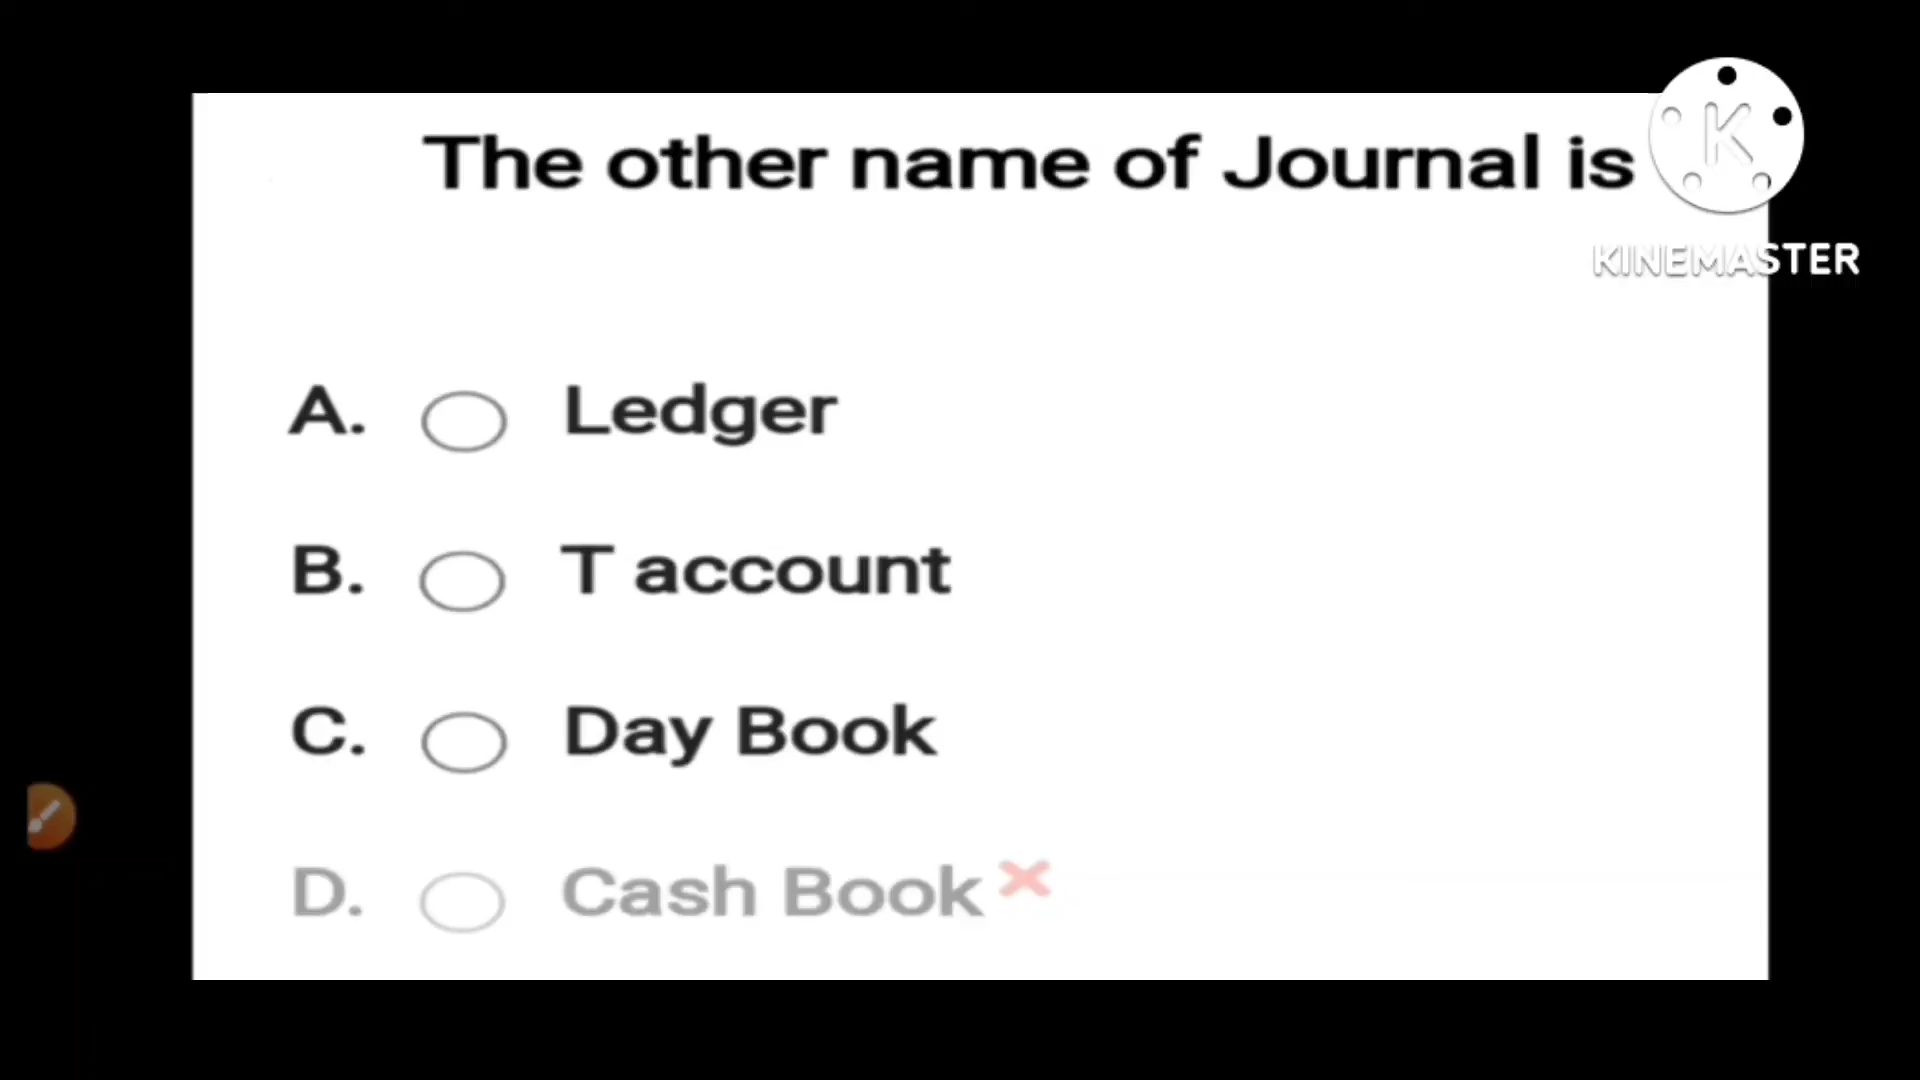 The other name of Journal is
K
KINEMASTER
A. Ledger
B. T account
C. Day Book
D. Cash Book